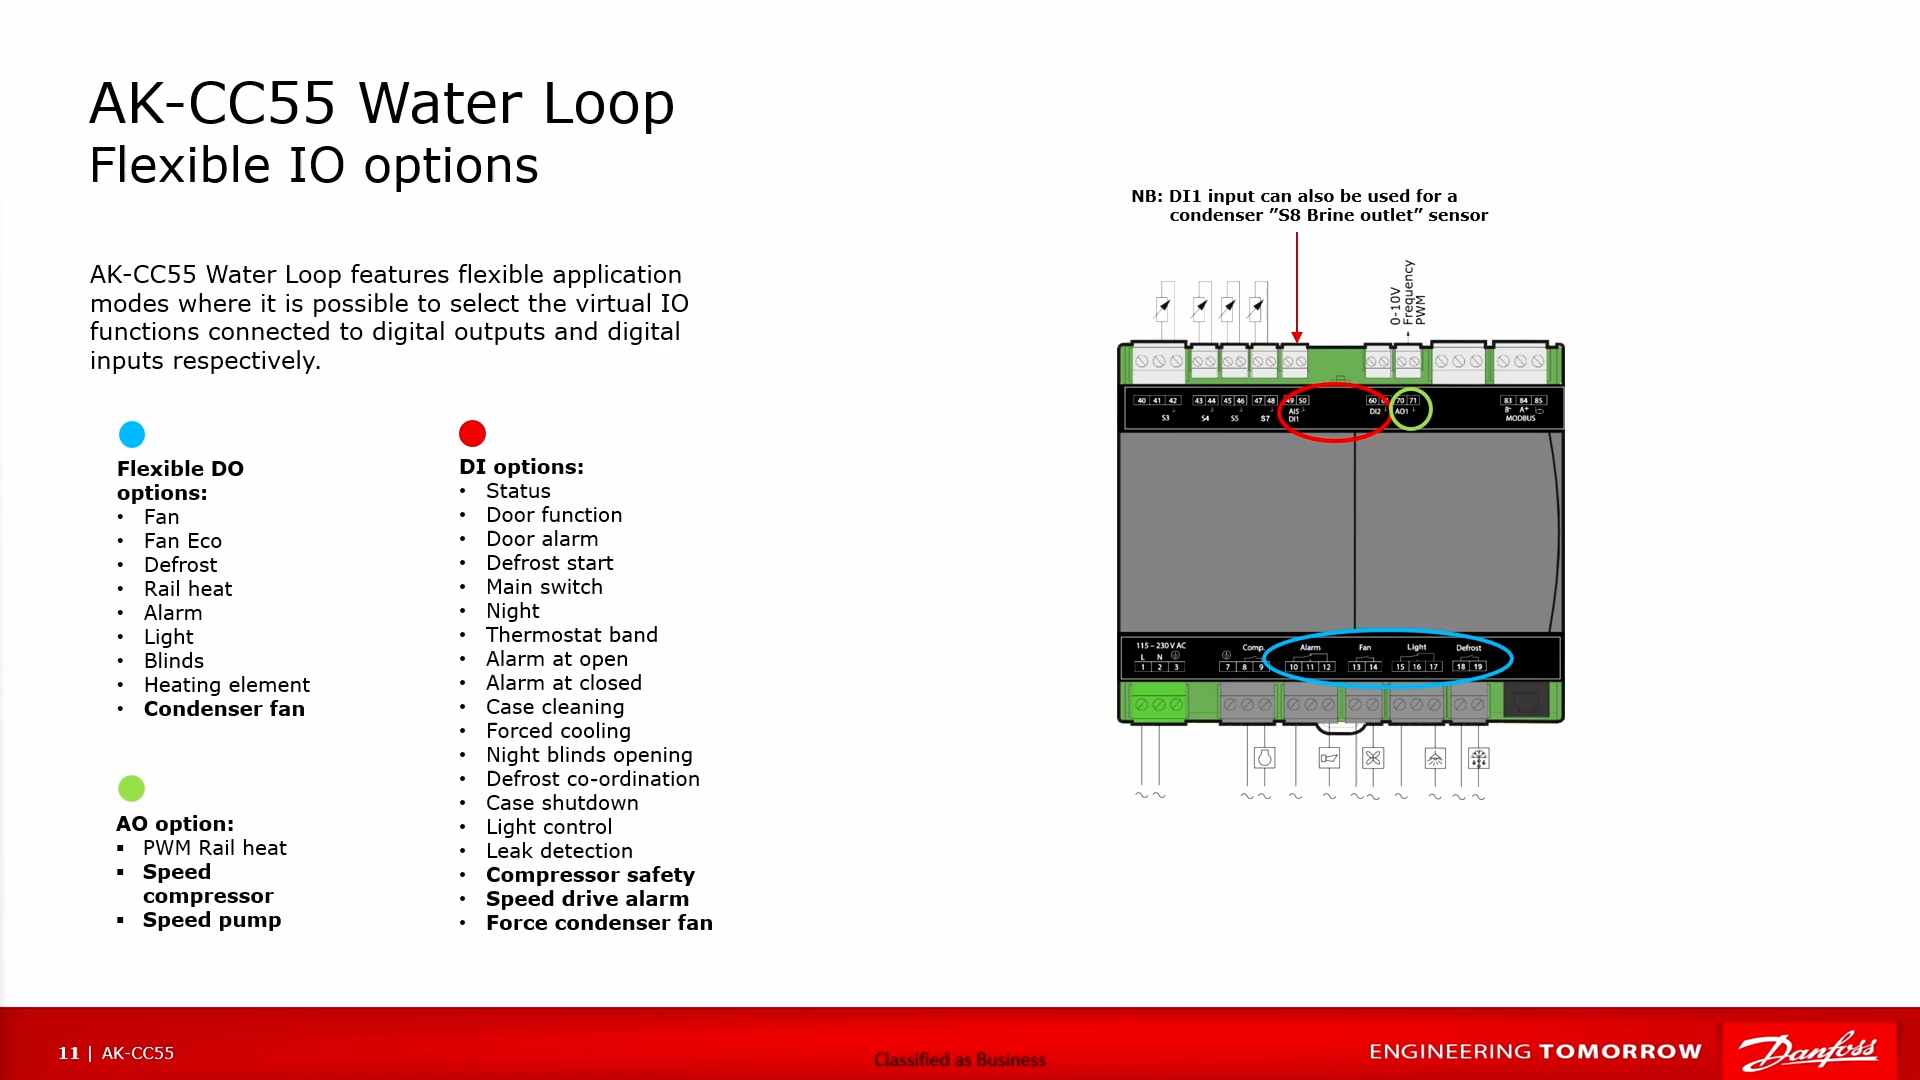 AK-CC55 Water Loop
Flexible IO options
AK-CC55 Water Loop features flexible application
modes where it is possible to select the virtual IO
functions connected to digital outputs and digital
inputs respectively.
Flexible DO
options:
• Fan
• Fan Eco
• Defrost
• Rail heat
• Alarm
• Light
• Blinds
• Heating element
• Condenser fan
AO option:
▪ PWM Rail heat
▪ Speed
compressor
▪ Speed pump
DI options:
• Status
• Door function
• Door alarm
• Defrost start
• Main switch
• Night
• Thermostat band
• Alarm at open
• Alarm at closed
• Case cleaning
• Forced cooling
• Night blinds opening
• Defrost co-ordination
• Case shutdown
• Light control
• Leak detection
• Compressor safety
• Speed drive alarm
• Force condenser fan
NB: DI1 input can also be used for a
condenser ”S8 Brine outlet” sensor
0-10V
Frequency
PWM
40 41 42 43 44 45 46 47 48 49 50 60 70 71 83 84 85
S3 S4 S5 S7 AI5 DI2 AO1 B- A+
DI1 MODBUS
115 – 230 V AC Comp. Alarm Fan Light Defrost
L N
1 2 3 7 8 9 10 11 12 13 14 15 16 17 18 19
11 | AK-CC55
Classified as Business
ENGINEERING TOMORROW
Danfoss